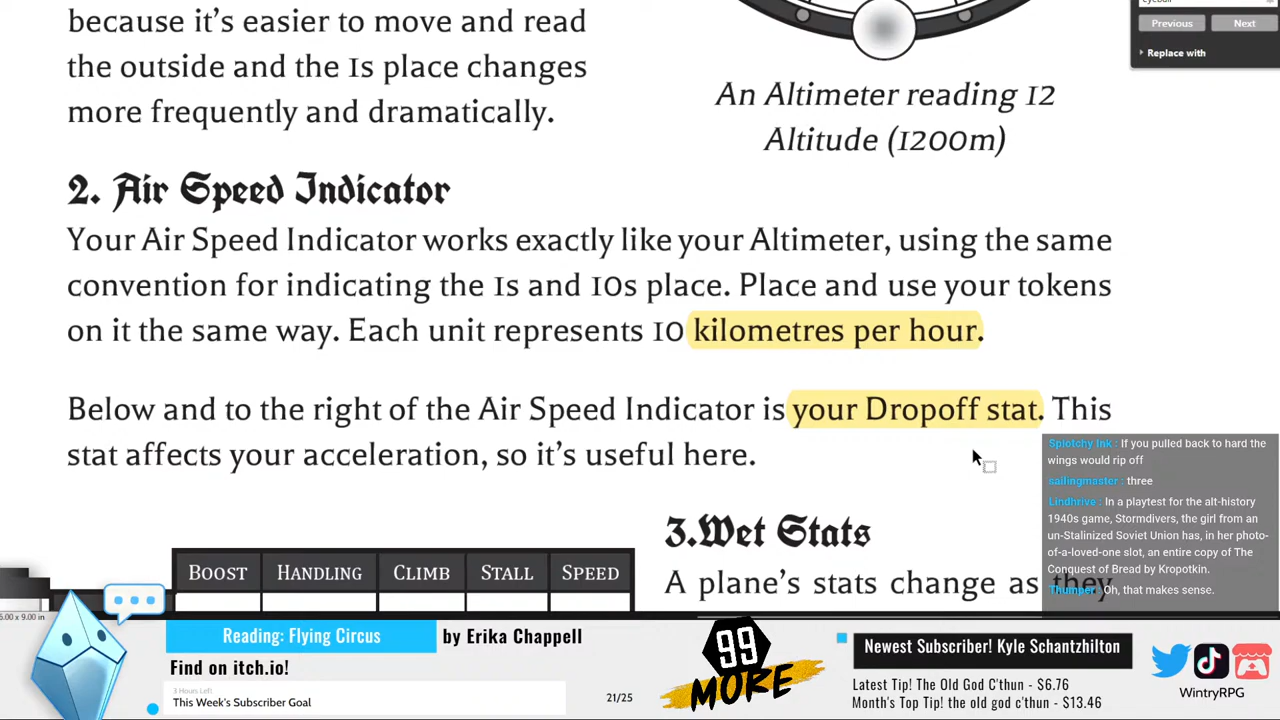 because it's easier to move and read
the outside and the 1s place changes
more frequently and dramatically.
An Altimeter reading 12
Altitude (1200m)
Previous
Next
Replace with
2. Air Speed Indicator
Your Air Speed Indicator works exactly like your Altimeter, using the same
convention for indicating the 1s and 10s place. Place and use your tokens
on it the same way. Each unit represents 10 kilometres per hour.
Below and to the right of the Air Speed Indicator is your Dropoff stat. This
stat affects your acceleration, so it's useful here.
BOOST HANDLING CLIMB STALL SPEED
3.Wet Stats
A plane's stats change as they
Splotchy Ink : If you pulled back to hard the
wings would rip off
sailingmaster : three
Lindhrive : In a playtest for the alt-history
1940s game, Stormdivers, the girl from an
un-Stalinized Soviet Union has, in her photo-
of-a-loved-one slot, an entire copy of The
Conquest of Bread by Kropotkin.
Thumper : Oh, that makes sense.
6.00 x 9.00 in
Reading: Flying Circus by Erika Chappell
Find on itch.io!
3 Hours Left!
This Week's Subscriber Goal
21/25
99
MORE
Newest Subscriber! Kyle Schantzhilton
Latest Tip! The Old God C'thun - $6.76
Month's Top Tip! the old god c'thun - $13.46
WintryRPG